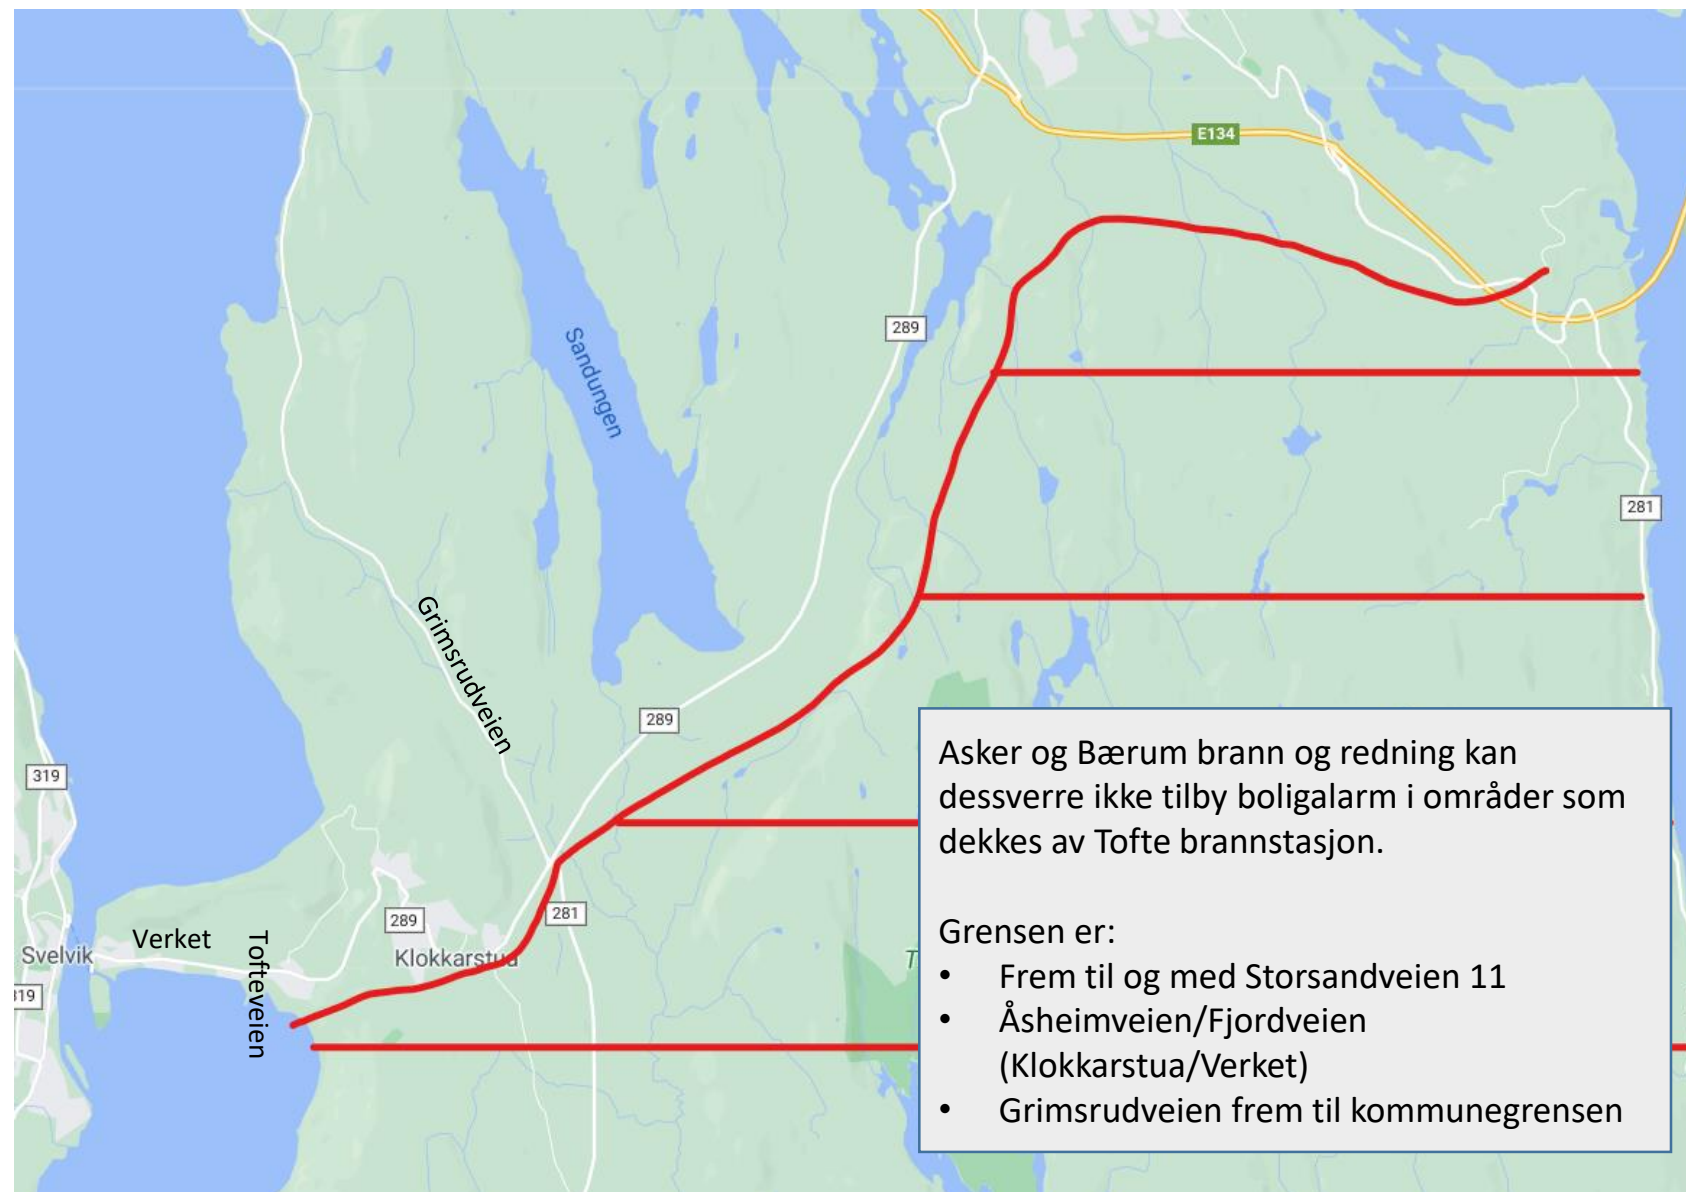 E134
289
Sandungen
281
Grimsrudveien
289
319
289
281
Verket
Tofteveien
Svelvik
Klokkarstud
319
T
Asker og Bærum brann og redning kan
dessverre ikke tilby boligalarm i områder som
dekkes av Tofte brannstasjon.
Grensen er:
• Frem til og med Storsandveien 11
• Åsheimveien/Fjordveien
(Klokkarstua/Verket)
• Grimsrudveien frem til kommunegrensen